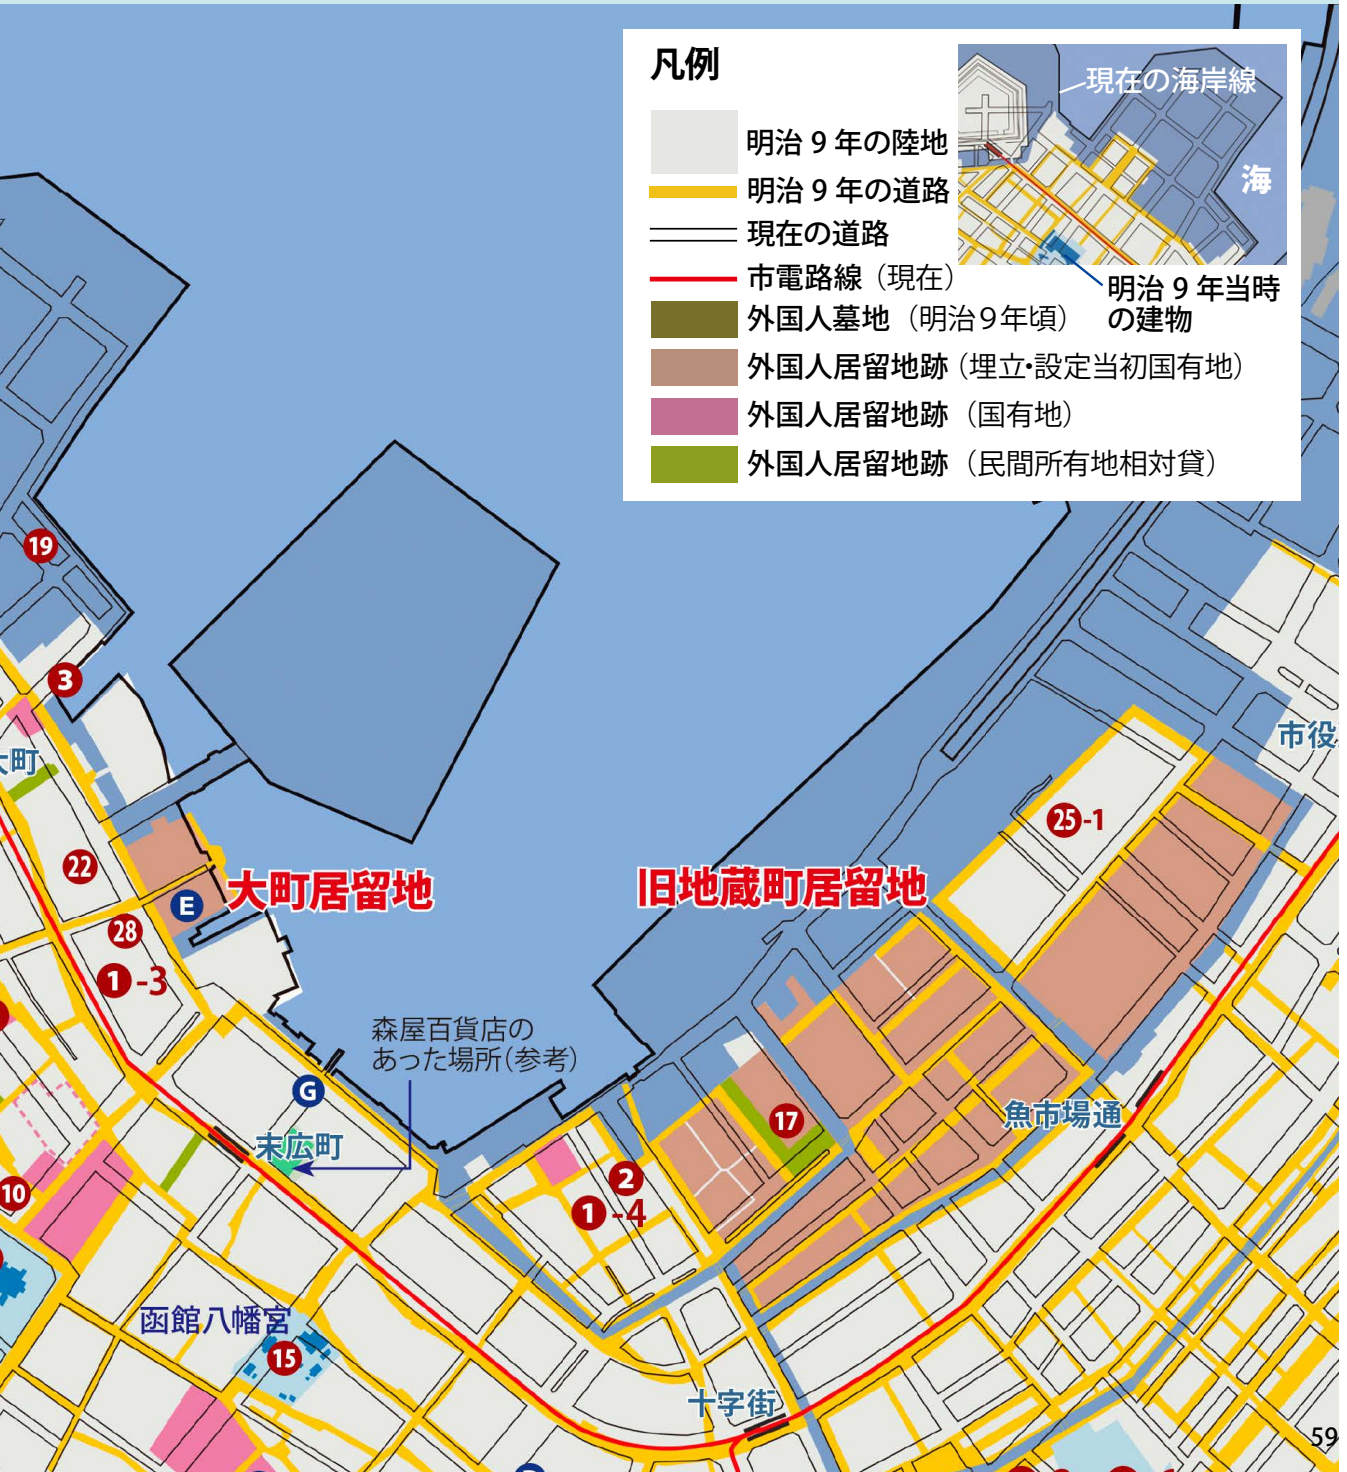 凡例
現在の海岸線
海
明治 9 年の陸地
明治 9 年の道路
現在の道路
市電路線（現在）
明治 9 年当時
の建物
外国人墓地（明治９年頃）
外国人居留地跡（埋立・設定当初国有地）
外国人居留地跡（国有地）
外国人居留地跡（民間所有地相対貸）
19
3
町
市役
25-1
22
大町居留地
旧地蔵町居留地
E
28
1-3
森屋百貨店の
あった場所（参考）
G
末広町
17
魚市場通
2
1-4
10
函館八幡宮
15
十字街
59